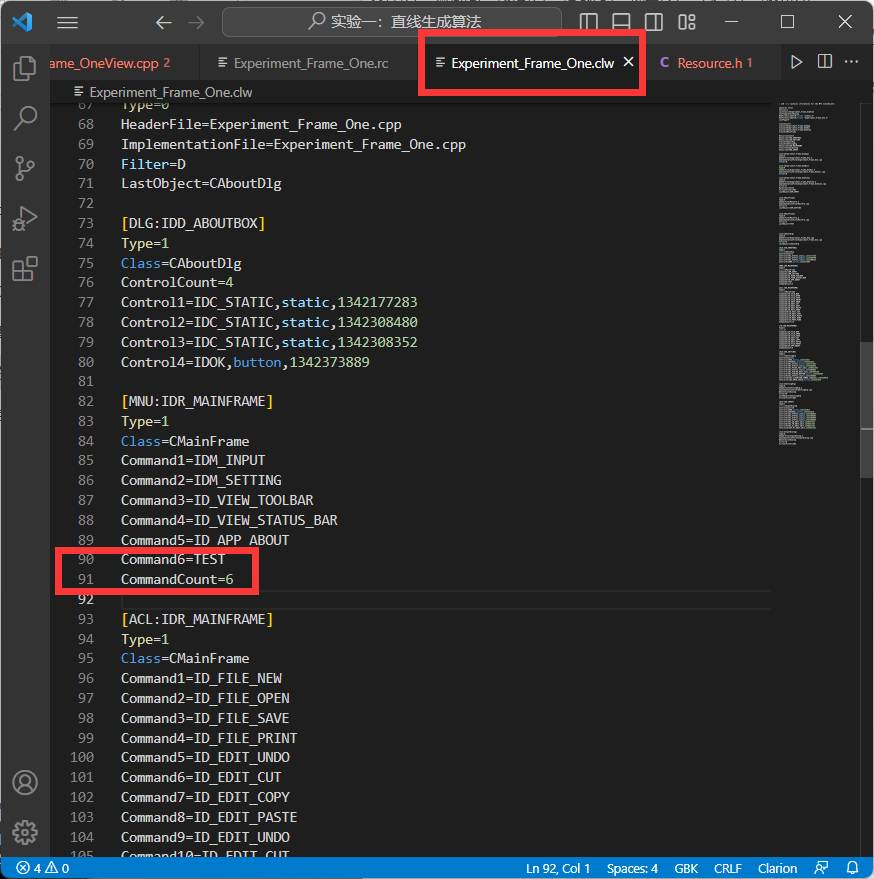 实验一：直线生成算法
ame_OneView.cpp 2
Experiment_Frame_One.rc
Experiment_Frame_One.clw
C Resource.h 1
Experiment_Frame_One.clw
67 Type=0
68 HeaderFile=Experiment_Frame_One.cpp
69 ImplementationFile=Experiment_Frame_One.cpp
70 Filter=D
71 LastObject=CAboutDlg
72
73 [DLG:IDD_ABOUTBOX]
74 Type=1
75 Class=CAboutDlg
76 ControlCount=4
77 Control1=IDC_STATIC,static,1342177283
78 Control2=IDC_STATIC,static,1342308480
79 Control3=IDC_STATIC,static,1342308352
80 Control4=IDOK,button,1342373889
81
82 [MNU:IDR_MAINFRAME]
83 Type=1
84 Class=CMainFrame
85 Command1=IDM_INPUT
86 Command2=IDM_SETTING
87 Command3=ID_VIEW_TOOLBAR
88 Command4=ID_VIEW_STATUS_BAR
89 Command5=ID_APP_ABOUT
90 Command6=TEST
91 CommandCount=6
92
93 [ACL:IDR_MAINFRAME]
94 Type=1
95 Class=CMainFrame
96 Command1=ID_FILE_NEW
97 Command2=ID_FILE_OPEN
98 Command3=ID_FILE_SAVE
99 Command4=ID_FILE_PRINT
100 Command5=ID_EDIT_UNDO
101 Command6=ID_EDIT_CUT
102 Command7=ID_EDIT_COPY
103 Command8=ID_EDIT_PASTE
104 Command9=ID_EDIT_UNDO
105 Command10=ID_EDIT_CUT
4 0
Ln 92, Col 1
Spaces: 4
GBK
CRLF
Clarion